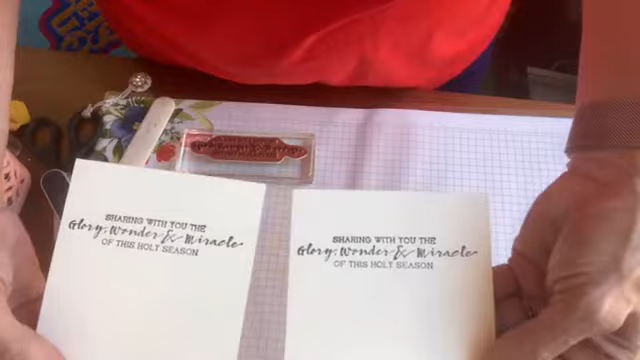 SHARING WITH YOU THE
Glory, Wonder & Miracle
OF THIS HOLY SEASON
SHARING WITH YOU THE
Glory, Wonder & Miracle
OF THIS HOLY SEASON